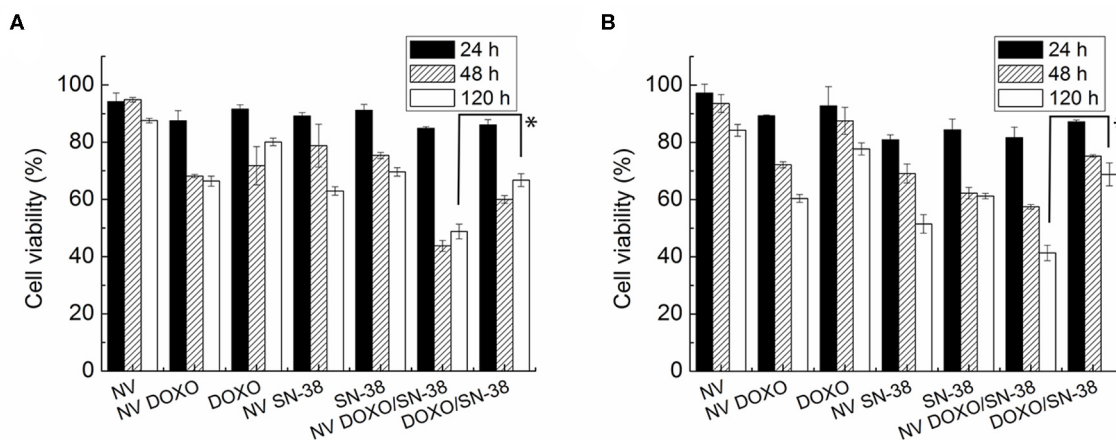 A
24 h
48 h
120 h
Cell viability (%)
100
80
60
40
20
0
*
NV
NV DOXO
DOXO
NV SN-38
SN-38
NV DOXO/SN-38
DOXO/SN-38
B
24 h
48 h
120 h
Cell viability (%)
100
80
60
40
20
0
NV
NV DOXO
DOXO
NV SN-38
SN-38
NV DOXO/SN-38
DOXO/SN-38